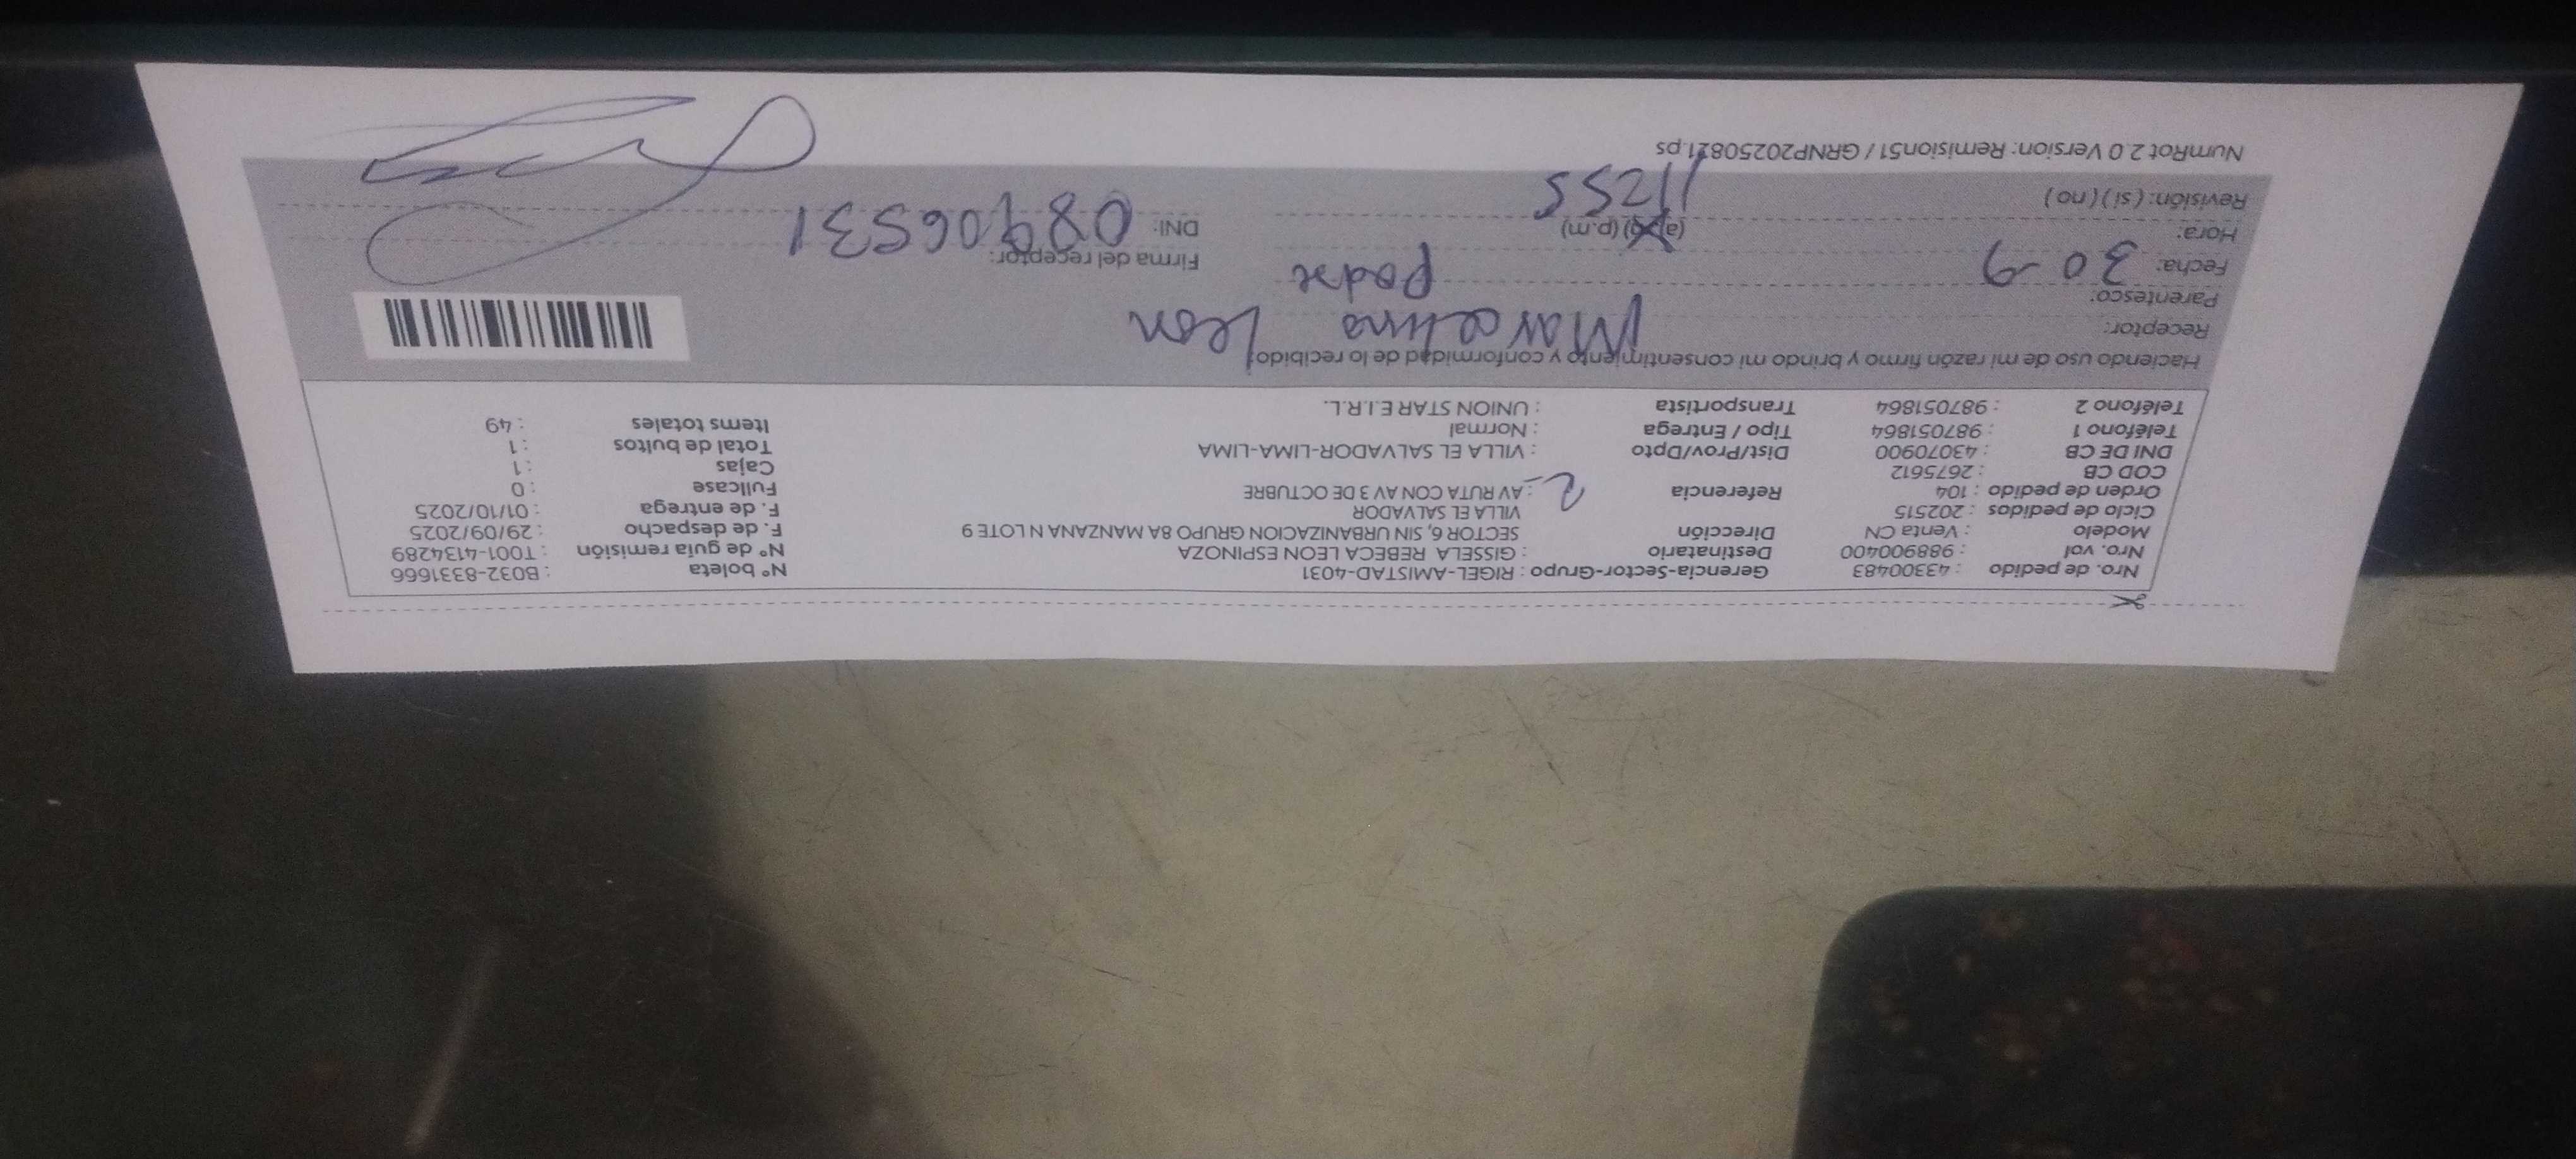 Nro. de pedido : 43300483 Gerencia-Sector-Grupo : RIGEL-AMISTAD-4031 N° boleta : B032-8331666
Nro. vol : 988900400 Destinatario : GISSELA REBECA LEON ESPINOZA N° de guía remisión : T001-4134289
Modelo : Venta CN Dirección SECTOR 6, SIN URBANIZACION GRUPO 8A MANZANA N LOTE 9 F. de despacho : 29/09/2025
Ciclo de pedidos : 202515 VILLA EL SALVADOR F. de entrega : 01/10/2025
Orden de pedido : 104 Referencia : AV RUTA CON AV 3 DE OCTUBRE 2 Fullcase : 0
COD CB : 2675612 Cajas : 1
DNI DE CB : 43070900 Dist/Prov/Dpto : VILLA EL SALVADOR-LIMA-LIMA Total de bultos : 1
Teléfono 1 : 987051864 Tipo / Entrega : Normal Items totales : 49
Teléfono 2 : 987051864 Transportista : UNION STAR E.I.R.L.
Haciendo uso de mi razón firmo y brindo mi consentimiento y conformidad de lo recibido:
Receptor: Marcelino Leon
Parentesco: Padre
Fecha: 30-9 Firma del receptor:
Hora: 11255 (a.m) (p.m) DNI: 08906531
Revisión: ( si ) ( no )
NumRot 2.0 Version: Remision51 / GRNP20250821.ps